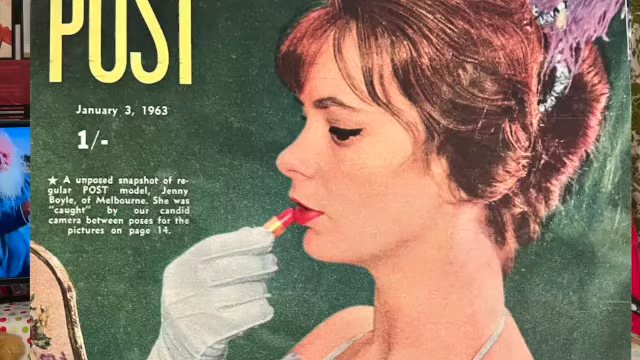 POST
January 3, 1963
1/-
★ A unposed snapshot of re-
gular POST model, Jenny
Boyle, of Melbourne. She was
"caught" by our candid
camera between poses for the
pictures on page 14.